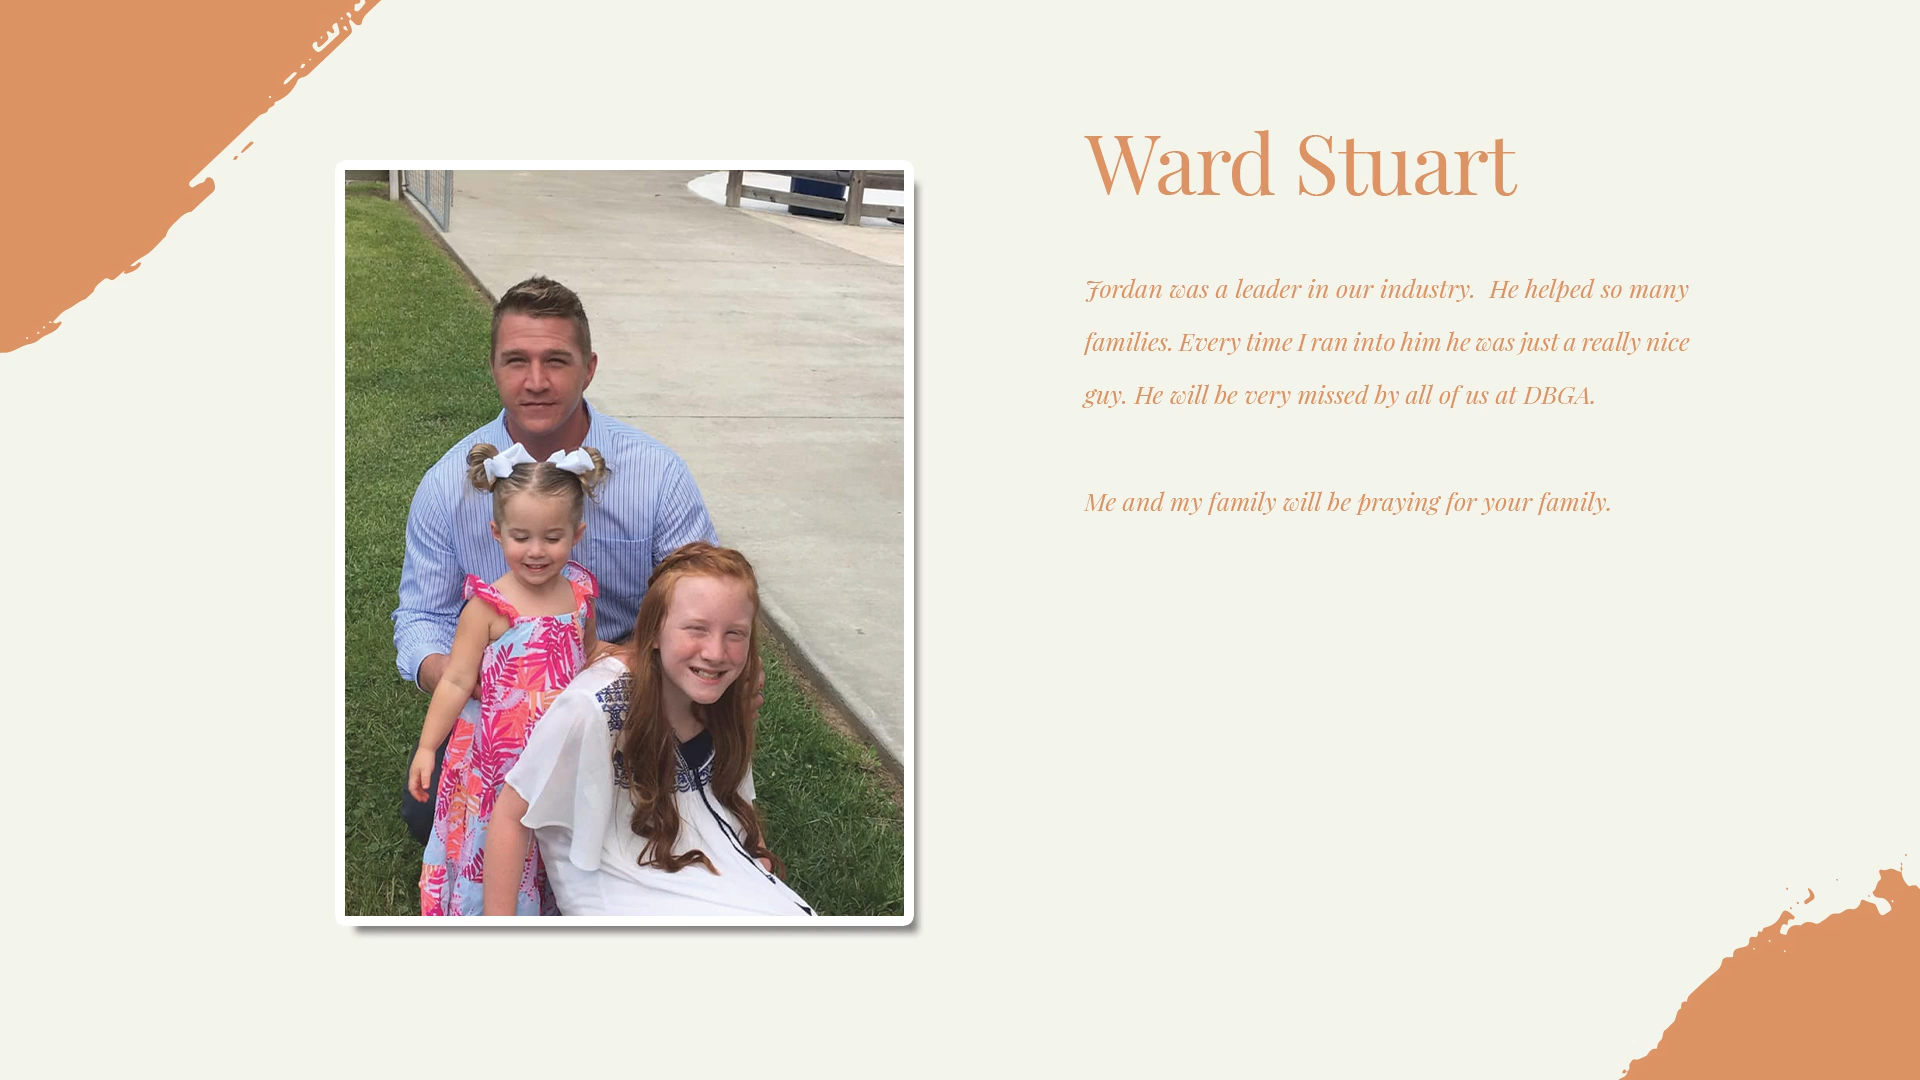 Ward Stuart
Jordan was a leader in our industry.  He helped so many
families. Every time I ran into him he was just a really nice
guy. He will be very missed by all of us at DBGA.
Me and my family will be praying for your family.